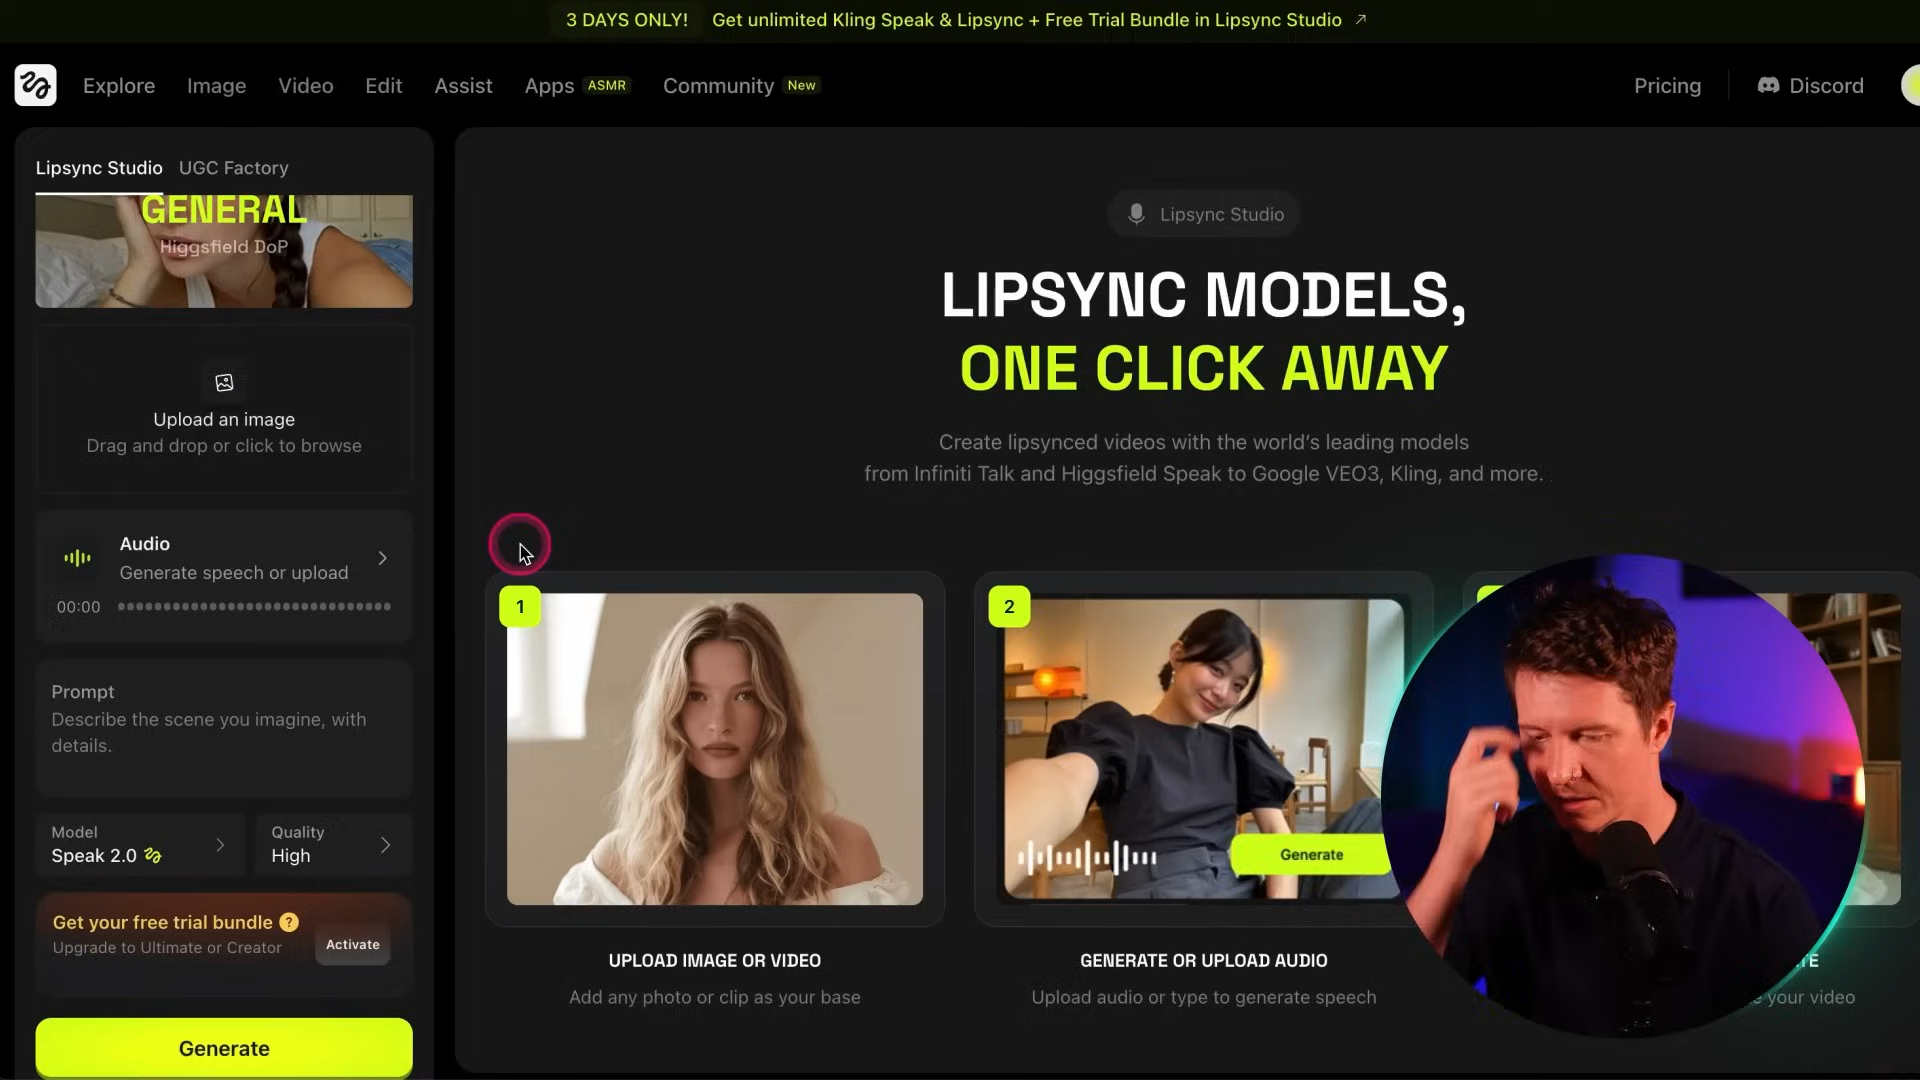 3 DAYS ONLY! Get unlimited Kling Speak & Lipsync + Free Trial Bundle in Lipsync Studio
Explore Image Video Edit Assist Apps ASMR Community New Pricing Discord
Lipsync Studio UGC Factory
GENERAL
Higgsfield DoP
Upload an image
Drag and drop or click to browse
Audio
Generate speech or upload
00:00
Prompt
Describe the scene you imagine, with
details.
Model
Speak 2.0
Quality
High
Get your free trial bundle ?
Upgrade to Ultimate or Creator
Activate
Generate
Lipsync Studio
LIPSYNC MODELS,
ONE CLICK AWAY
Create lipsynced videos with the world's leading models
from Infiniti Talk and Higgsfield Speak to Google VEO3, Kling, and more.
1
UPLOAD IMAGE OR VIDEO
Add any photo or clip as your base
2
Generate
GENERATE OR UPLOAD AUDIO
Upload audio or type to generate speech
your video